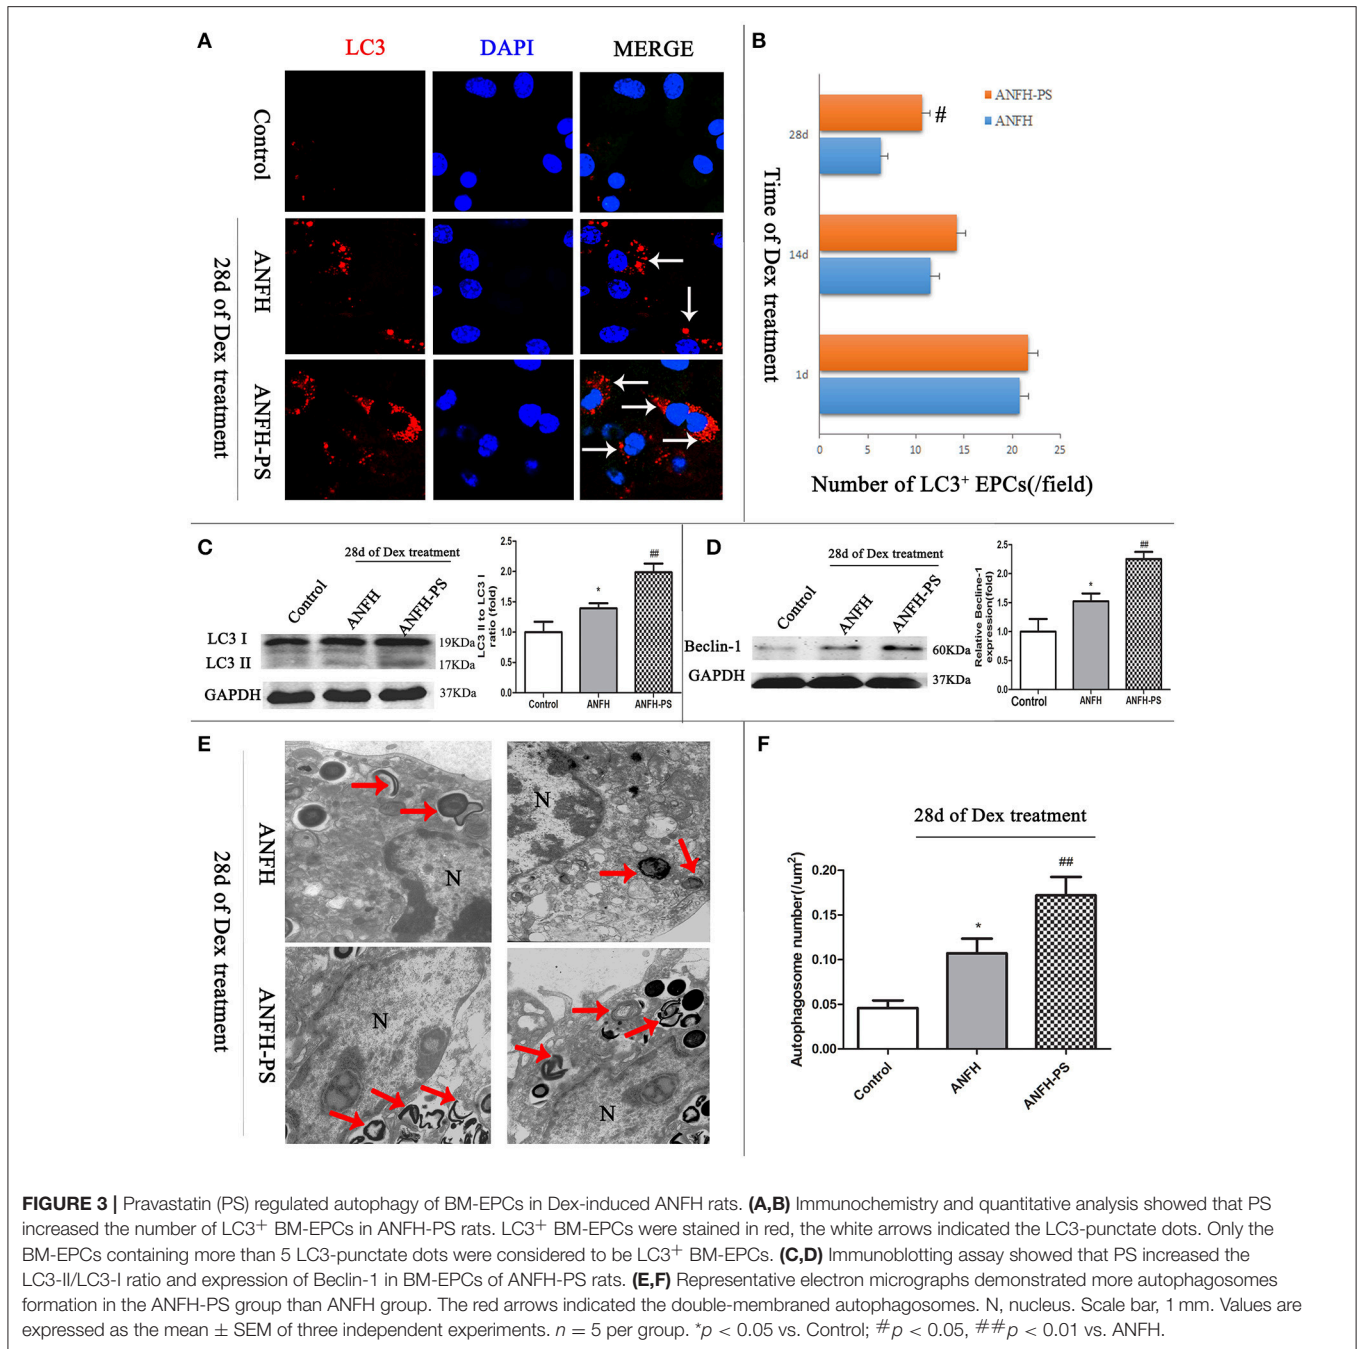 A
LC3
DAPI
MERGE
Control
ANFH
ANFH-PS
28d of Dex treatment
B
ANFH-PS
ANFH
#
28d
14d
1d
Time of Dex treatment
0 5 10 15 20 25
Number of LC3⁺ EPCs(/field)
C
28d of Dex treatment
Control
ANFH
ANFH-PS
LC3 I
19KDa
LC3 II
17KDa
GAPDH
37KDa
LC3 II to LC3 I
ratio (fold)
2.5
2.0
1.5
1.0
0.5
0.0
*
##
Control ANFH ANFH-PS
D
28d of Dex treatment
Control
ANFH
ANFH-PS
Beclin-1
60KDa
GAPDH
37KDa
Relative Becline-1
expression(fold)
2.5
2.0
1.5
1.0
0.5
0.0
*
##
Control ANFH ANFH-PS
E
ANFH
ANFH-PS
28d of Dex treatment
N
N
N
N
F
28d of Dex treatment
Autophagosome number(/um²)
0.20
0.15
0.10
0.05
0.00
*
##
Control
ANFH
ANFH-PS
FIGURE 3 | Pravastatin (PS) regulated autophagy of BM-EPCs in Dex-induced ANFH rats. (A,B) Immunochemistry and quantitative analysis showed that PS
increased the number of LC3⁺ BM-EPCs in ANFH-PS rats. LC3⁺ BM-EPCs were stained in red, the white arrows indicated the LC3-punctate dots. Only the
BM-EPCs containing more than 5 LC3-punctate dots were considered to be LC3⁺ BM-EPCs. (C,D) Immunoblotting assay showed that PS increased the
LC3-II/LC3-I ratio and expression of Beclin-1 in BM-EPCs of ANFH-PS rats. (E,F) Representative electron micrographs demonstrated more autophagosomes
formation in the ANFH-PS group than ANFH group. The red arrows indicated the double-membraned autophagosomes. N, nucleus. Scale bar, 1 mm. Values are
expressed as the mean ± SEM of three independent experiments. n = 5 per group. *p < 0.05 vs. Control; #p < 0.05, ##p < 0.01 vs. ANFH.